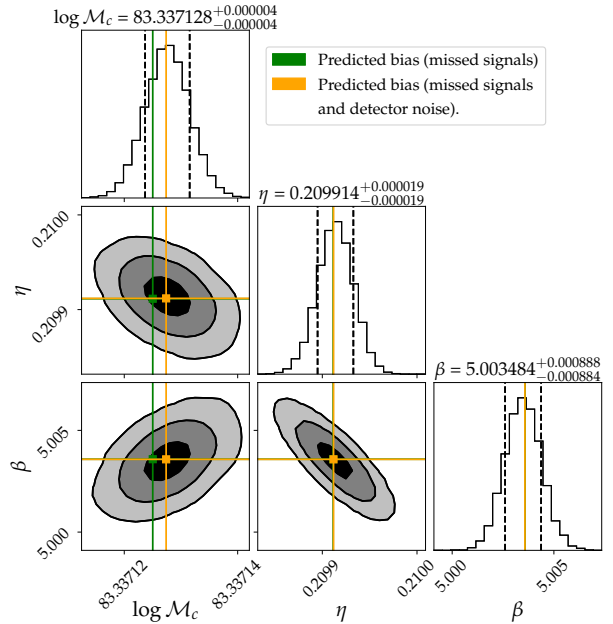 log ℳ_c = 83.337128^{+0.000004}_{−0.000004}
Predicted bias (missed signals)
Predicted bias (missed signals
and detector noise).
η = 0.209914^{+0.000019}_{−0.000019}
0.2100
η
0.2099
β = 5.003484^{+0.000888}_{−0.000884}
5.005
β
5.000
83.33712
83.33714
0.2099
0.2100
5.000
5.005
log ℳ_c
η
β